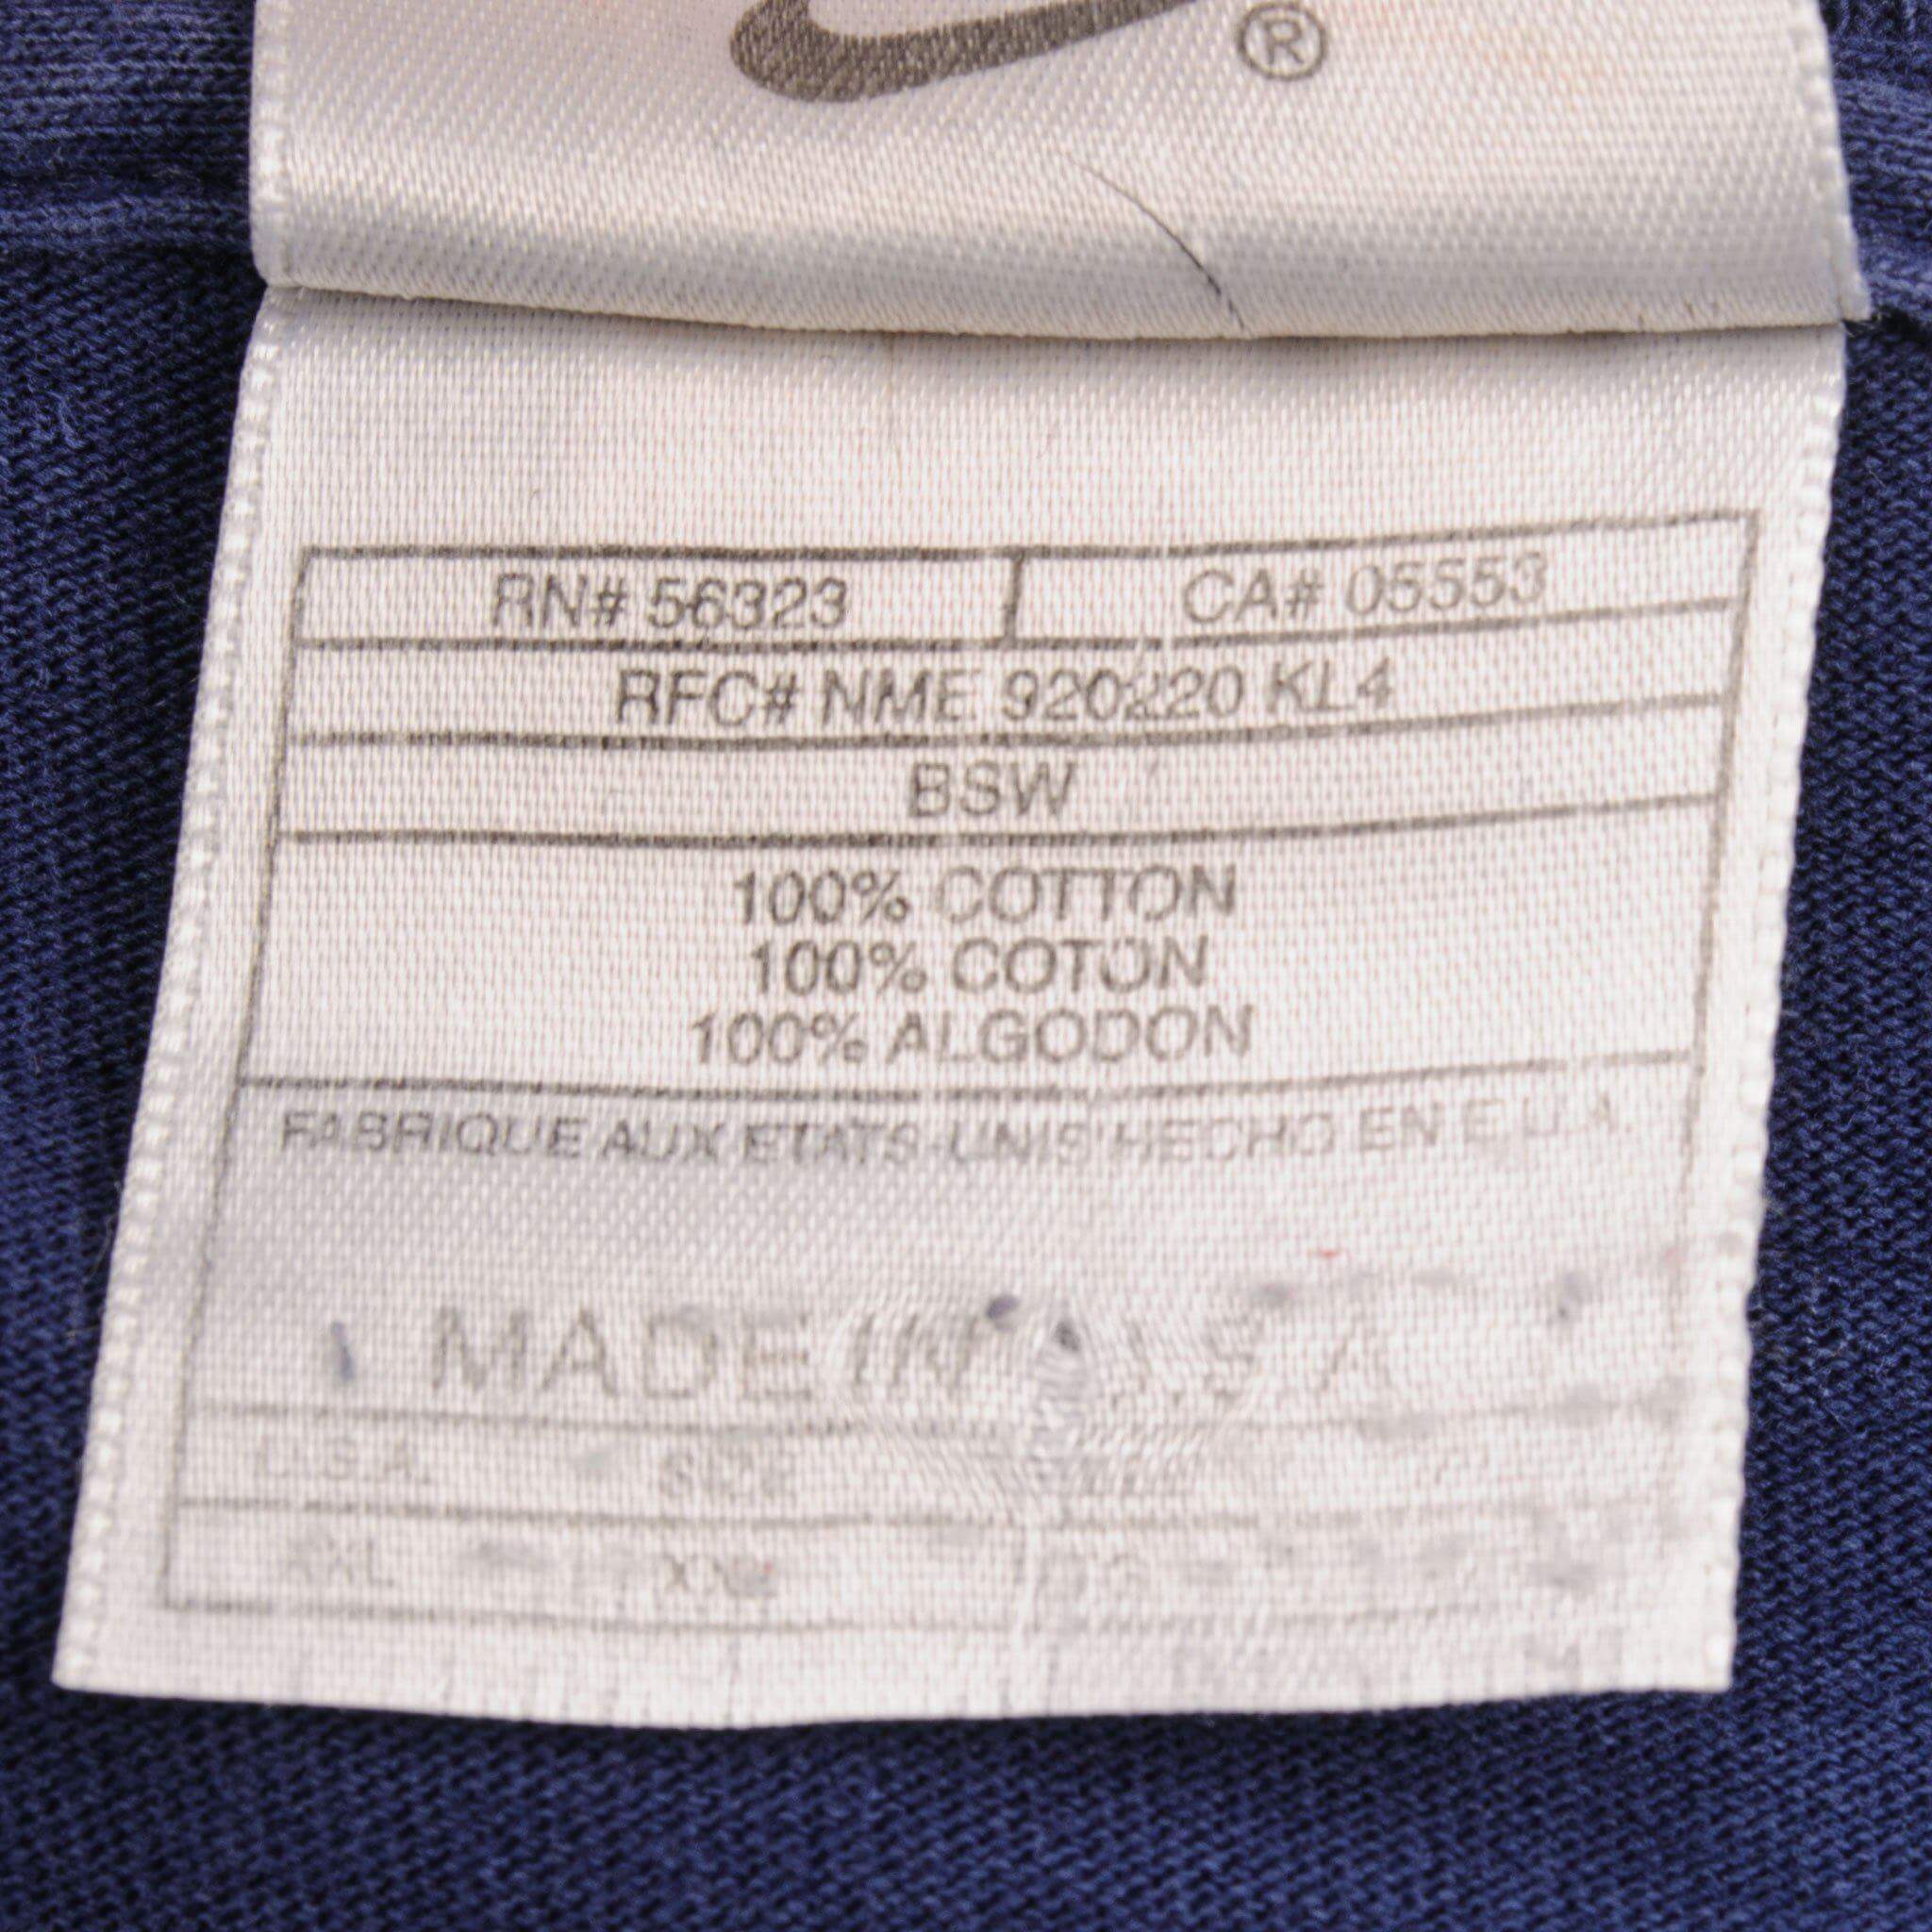 ®
RN# 56323 CA# 05553
RFC# NME 920220 KL4
BSW
100% COTTON
100% COTON
100% ALGODON
FABRIQUE AUX ETATS-UNIS HECHO EN E.U.A.
MADE IN U.S.A.
U.S.A.
XXL